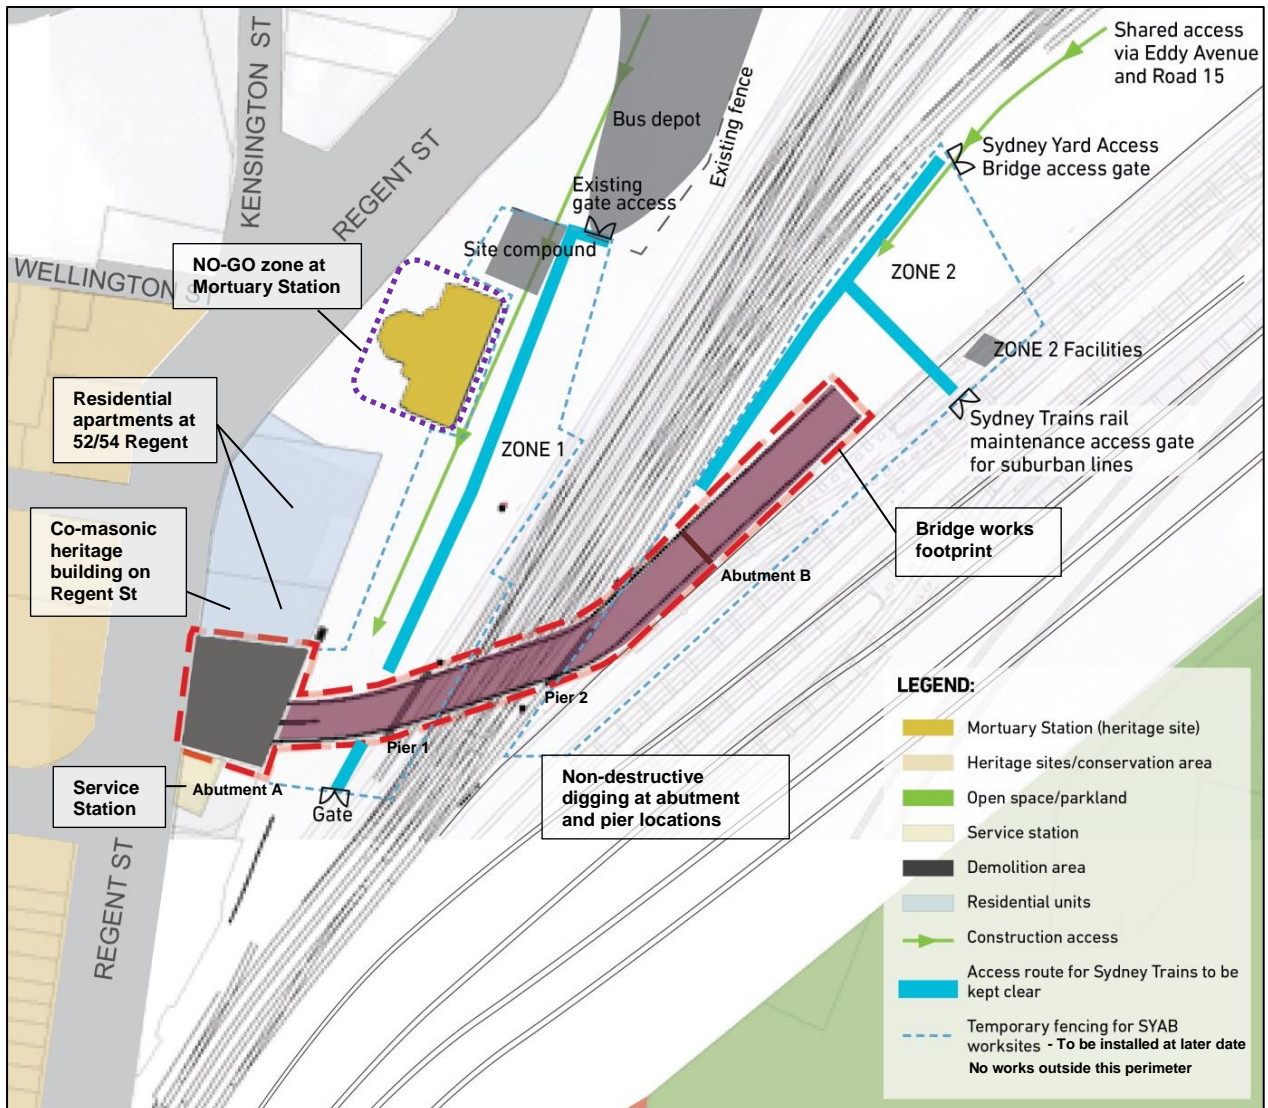 KENSINGTON ST
REGENT ST
WELLINGTON ST
Bus depot
Existing fence
Shared access
via Eddy Avenue
and Road 15
Sydney Yard Access
Bridge access gate
Existing
gate access
Site compound
NO-GO zone at
Mortuary Station
ZONE 2
ZONE 2 Facilities
Residential
apartments at
52/54 Regent
ZONE 1
Sydney Trains rail
maintenance access gate
for suburban lines
Co-masonic
heritage
building on
Regent St
Bridge works
footprint
Abutment B
Pier 2
Pier 1
Service
Station
Abutment A
Gate
Non-destructive
digging at abutment
and pier locations
REGENT ST
LEGEND:
Mortuary Station (heritage site)
Heritage sites/conservation area
Open space/parkland
Service station
Demolition area
Residential units
Construction access
Access route for Sydney Trains to be
kept clear
Temporary fencing for SYAB
worksites - To be installed at later date
No works outside this perimeter